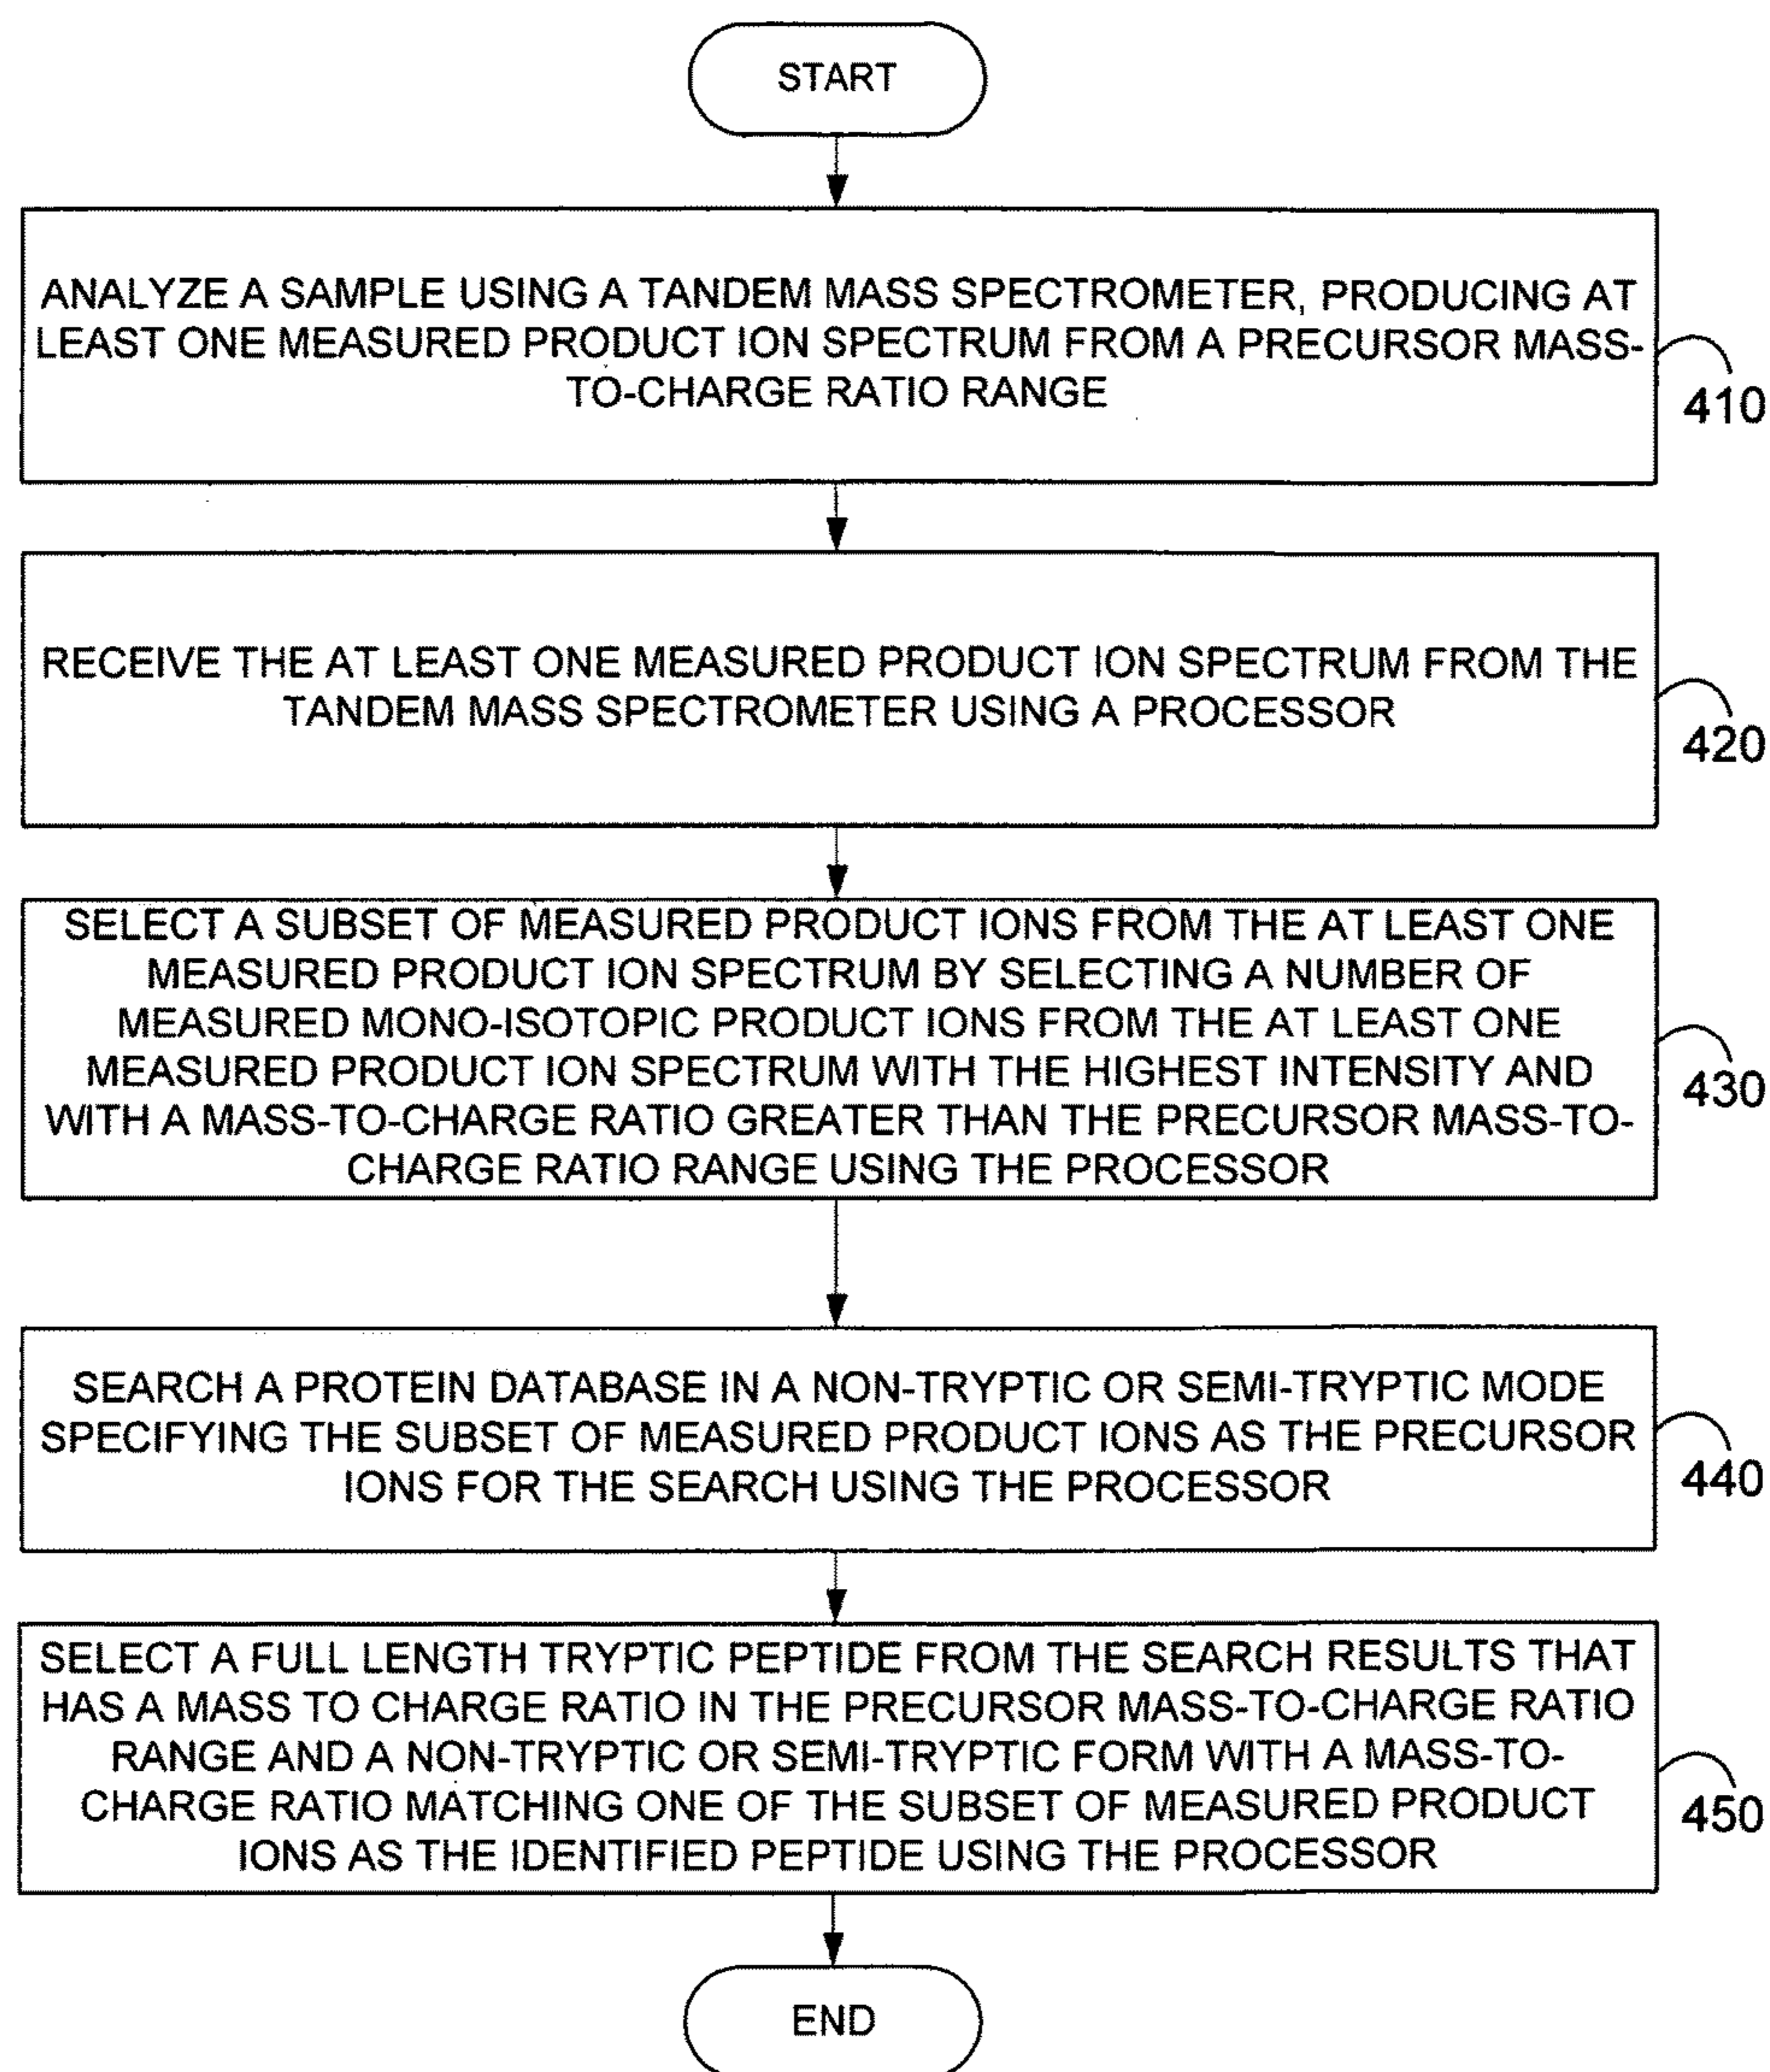 START
ANALYZE A SAMPLE USING A TANDEM MASS SPECTROMETER, PRODUCING AT
LEAST ONE MEASURED PRODUCT ION SPECTRUM FROM A PRECURSOR MASS-
TO-CHARGE RATIO RANGE
410
RECEIVE THE AT LEAST ONE MEASURED PRODUCT ION SPECTRUM FROM THE
TANDEM MASS SPECTROMETER USING A PROCESSOR
420
SELECT A SUBSET OF MEASURED PRODUCT IONS FROM THE AT LEAST ONE
MEASURED PRODUCT ION SPECTRUM BY SELECTING A NUMBER OF
MEASURED MONO-ISOTOPIC PRODUCT IONS FROM THE AT LEAST ONE
MEASURED PRODUCT ION SPECTRUM WITH THE HIGHEST INTENSITY AND
WITH A MASS-TO-CHARGE RATIO GREATER THAN THE PRECURSOR MASS-TO-
CHARGE RATIO RANGE USING THE PROCESSOR
430
SEARCH A PROTEIN DATABASE IN A NON-TRYPTIC OR SEMI-TRYPTIC MODE
SPECIFYING THE SUBSET OF MEASURED PRODUCT IONS AS THE PRECURSOR
IONS FOR THE SEARCH USING THE PROCESSOR
440
SELECT A FULL LENGTH TRYPTIC PEPTIDE FROM THE SEARCH RESULTS THAT
HAS A MASS TO CHARGE RATIO IN THE PRECURSOR MASS-TO-CHARGE RATIO
RANGE AND A NON-TRYPTIC OR SEMI-TRYPTIC FORM WITH A MASS-TO-
CHARGE RATIO MATCHING ONE OF THE SUBSET OF MEASURED PRODUCT
IONS AS THE IDENTIFIED PEPTIDE USING THE PROCESSOR
450
END